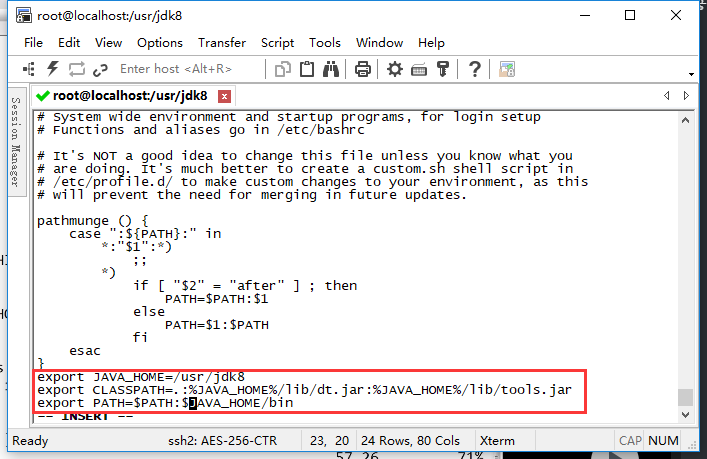 root@localhost:/usr/jdk8
File Edit View Options Transfer Script Tools Window Help
Enter host <Alt+R>
Session Manager
root@localhost:/usr/jdk8
# System wide environment and startup programs, for login setup
# Functions and aliases go in /etc/bashrc
# It's NOT a good idea to change this file unless you know what you
# are doing. It's much better to create a custom.sh shell script in
# /etc/profile.d/ to make custom changes to your environment, as this
# will prevent the need for merging in future updates.
pathmunge () {
    case ":${PATH}:" in
        *:"$1":*)
            ;;
        *)
            if [ "$2" = "after" ] ; then
                PATH=$PATH:$1
            else
                PATH=$1:$PATH
            fi
    esac
}
export JAVA_HOME=/usr/jdk8
export CLASSPATH=.:%JAVA_HOME%/lib/dt.jar:%JAVA_HOME%/lib/tools.jar
export PATH=$PATH:$JAVA_HOME/bin
-- INSERT --
Ready ssh2: AES-256-CTR 23, 20 24 Rows, 80 Cols Xterm CAP NUM
57,26 71%